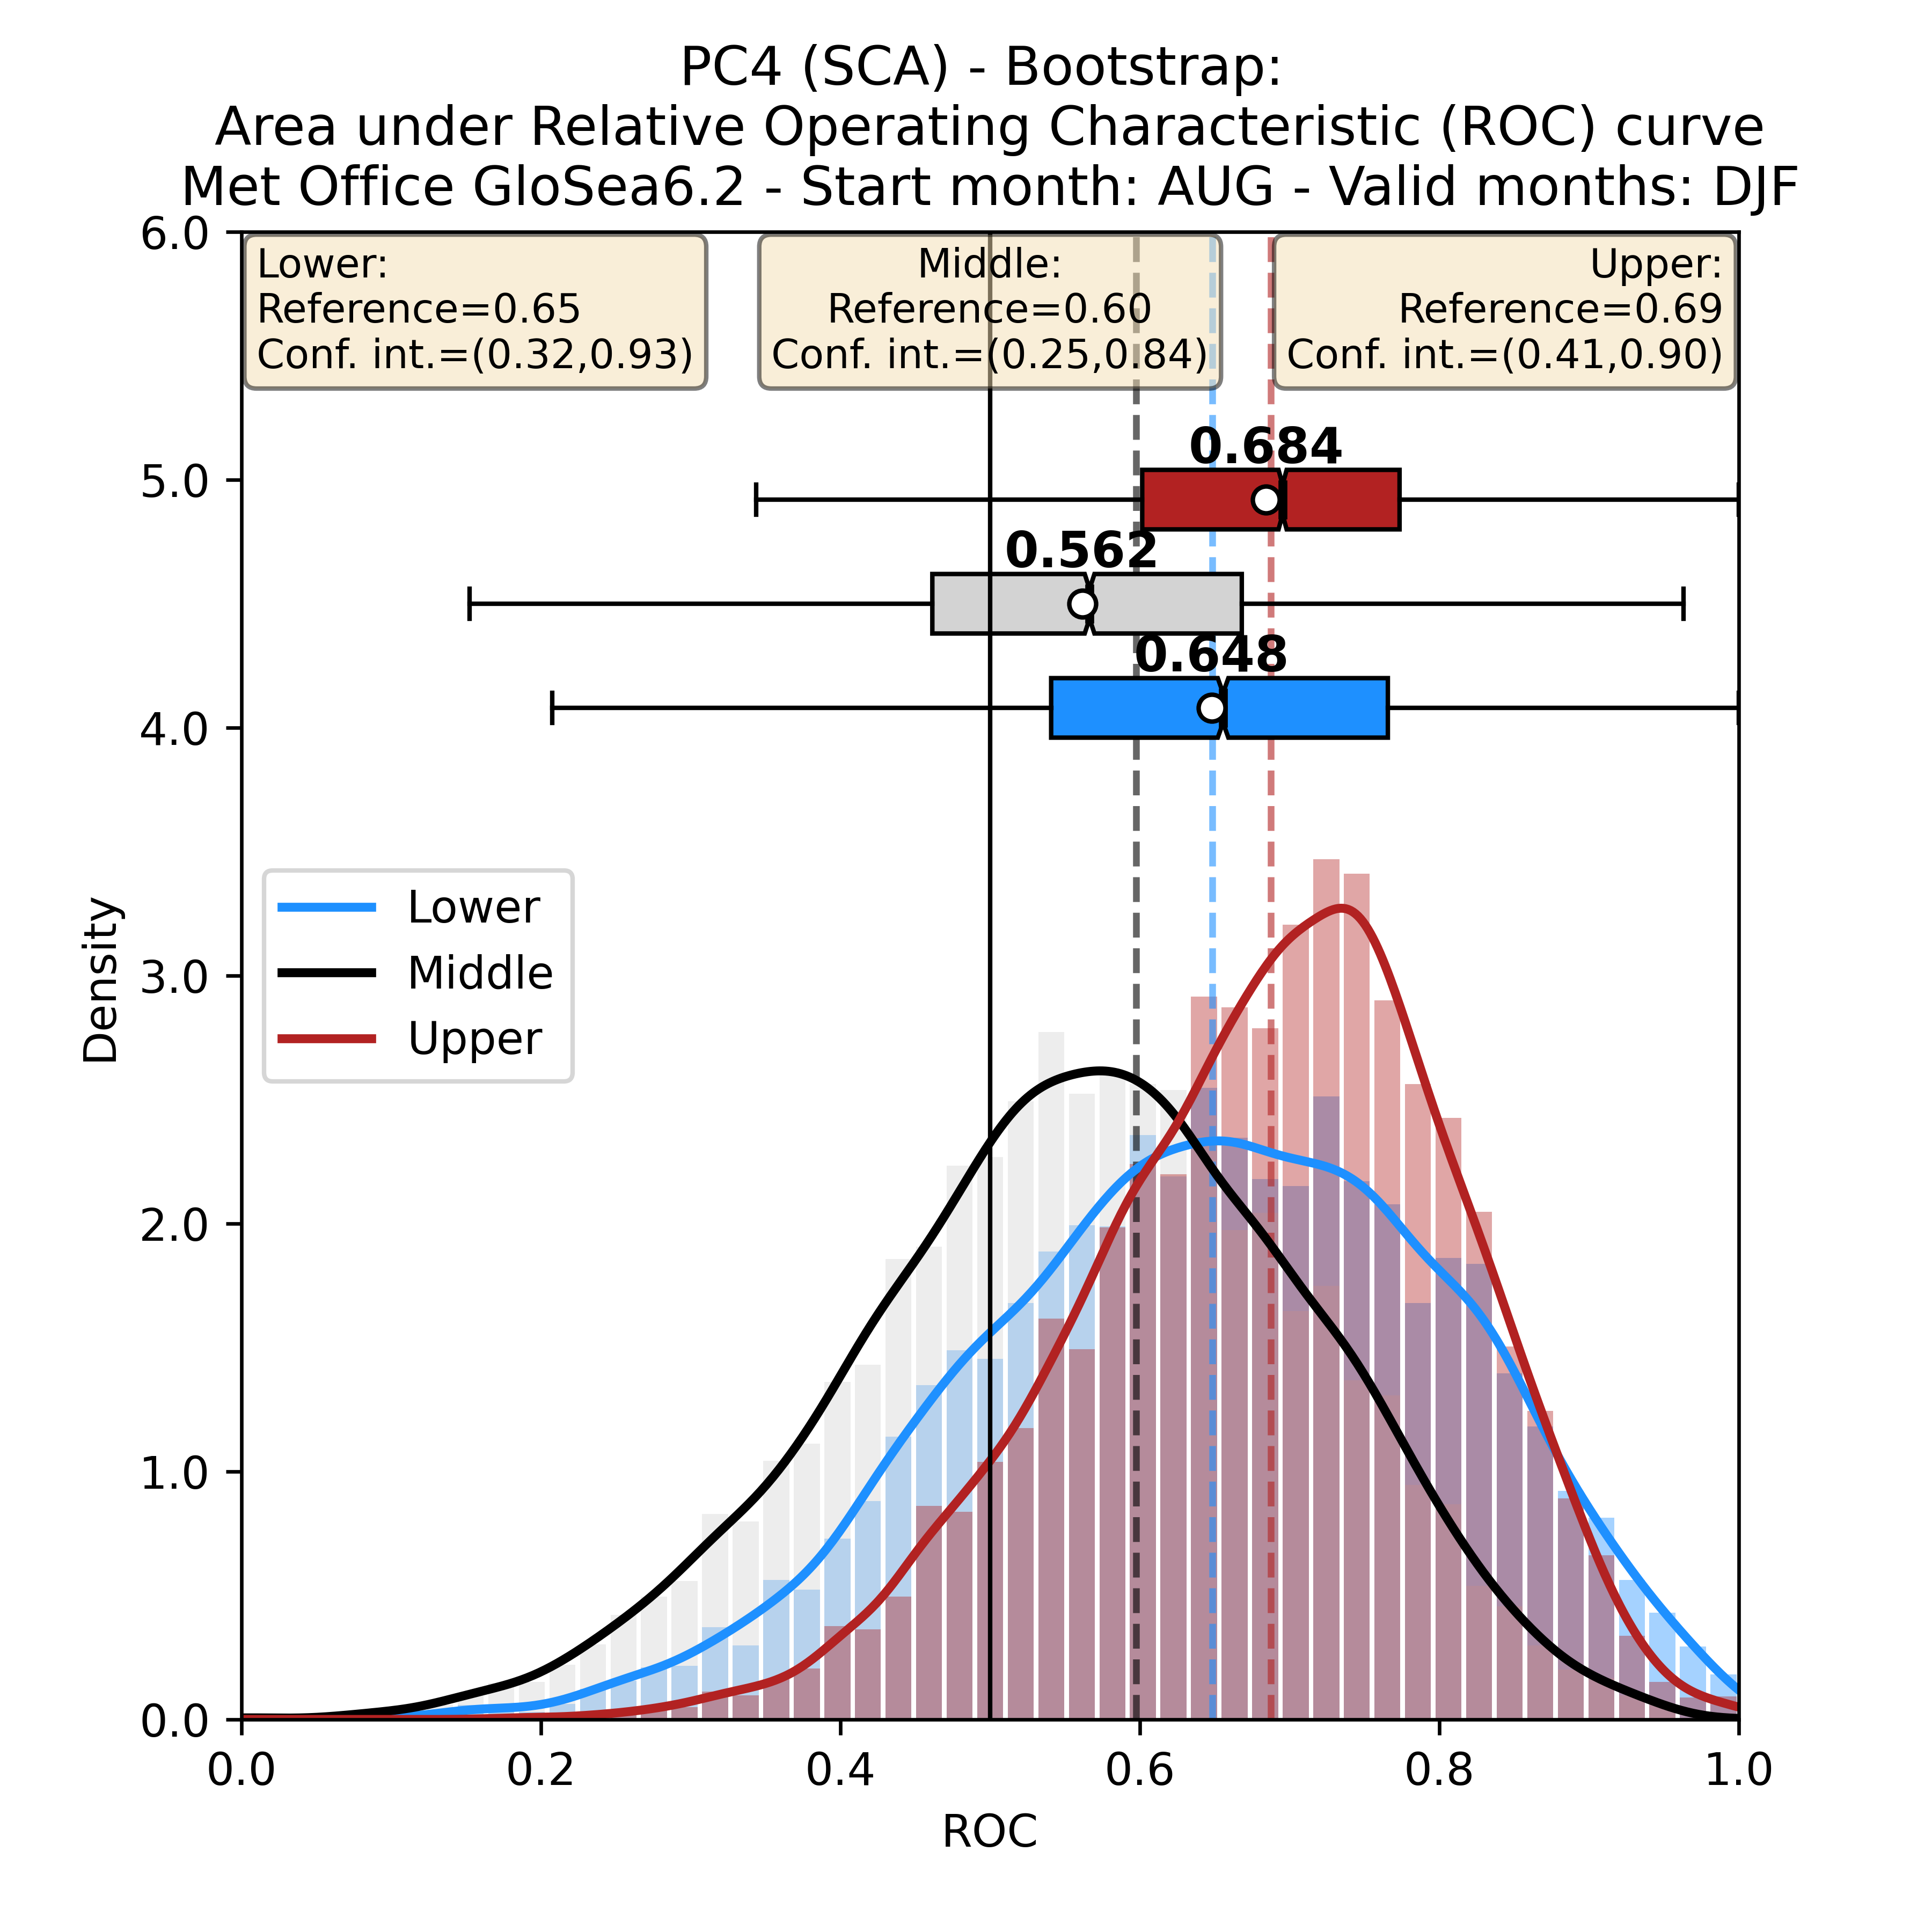 PC4 (SCA) - Bootstrap:
Area under Relative Operating Characteristic (ROC) curve
Met Office GloSea6.2 - Start month: AUG - Valid months: DJF
Lower:
Reference=0.65
Conf. int.=(0.32,0.93)
Middle:
Reference=0.60
Conf. int.=(0.25,0.84)
Upper:
Reference=0.69
Conf. int.=(0.41,0.90)
0.684
0.562
0.648
Lower
Middle
Upper
Density
6.0
5.0
4.0
3.0
2.0
1.0
0.0
0.0 0.2 0.4 0.6 0.8 1.0
ROC